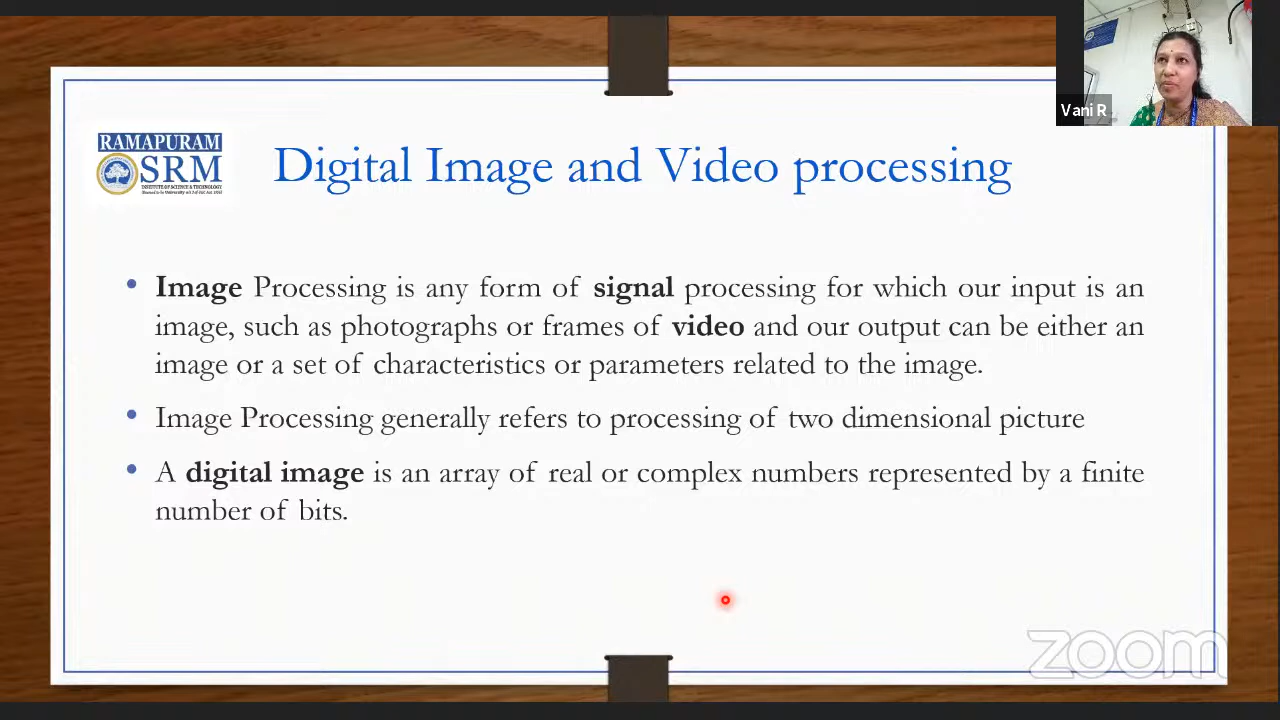 Vani R
RAMAPURAM
SRM
INSTITUTE OF SCIENCE & TECHNOLOGY
Digital Image and Video processing
• Image Processing is any form of signal processing for which our input is an
image, such as photographs or frames of video and our output can be either an
image or a set of characteristics or parameters related to the image.
• Image Processing generally refers to processing of two dimensional picture
• A digital image is an array of real or complex numbers represented by a finite
number of bits.
zoom